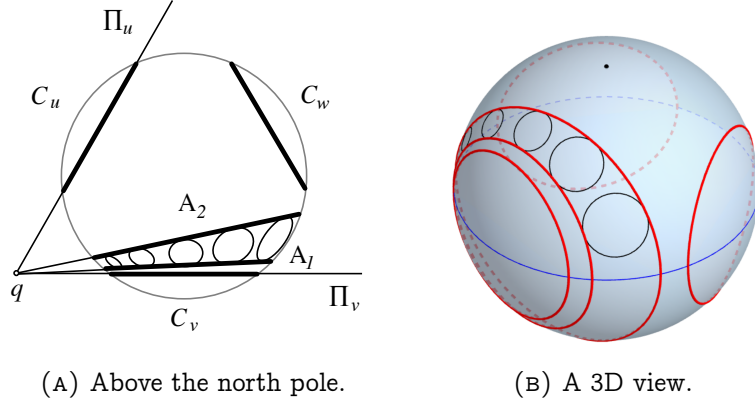 Π_u
C_u
C_w
A_2
A_1
q
C_v
Π_v
(A) Above the north pole.
(B) A 3D view.